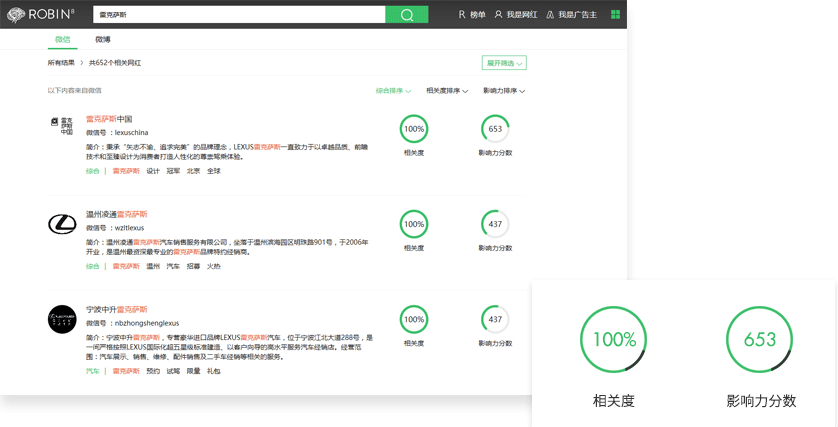 ROBIN8
雷克萨斯
榜单
我是网红
我是广告主
微信
微博
所有结果 》 共652个相关网红
展开筛选
以下内容来自微信
综合排序
相关度排序
影响力排序
雷克萨斯中国
雷克萨斯中国
微信号：lexuschina
简介：秉承"矢志不渝、追求完美"的品牌理念，LEXUS雷克萨斯一直致力于以卓越品质、前瞻
技术和至臻设计为消费者打造人性化的尊崇驾乘体验。
综合 | 雷克萨斯 设计 冠军 北京 全球
100%
相关度
653
影响力分数
温州凌通雷克萨斯
微信号：wzltlexus
简介：温州凌通雷克萨斯汽车销售服务有限公司，坐落于温州滨海园区明珠路901号，于2006年
开业，是温州最资深最专业的雷克萨斯品牌特约经销商。
综合 | 雷克萨斯 温州 汽车 招募 火热
100%
相关度
437
影响力分数
宁波中升雷克萨斯
微信号：nbzhongshenglexus
简介：宁波中升雷克萨斯，专营豪华进口品牌LEXUS雷克萨斯汽车，位于宁波江北大道288号，是
一间严格按照LEXUS国际化超五星级标准建造、以客户向导的高水平服务汽车经销店。经营范
围：汽车展示、销售、维修、配件销售及二手车经销等相关的服务。
汽车 | 雷克萨斯 预约 试驾 限量 礼包
100%
相关度
437
影响力分数
100%
相关度
653
影响力分数